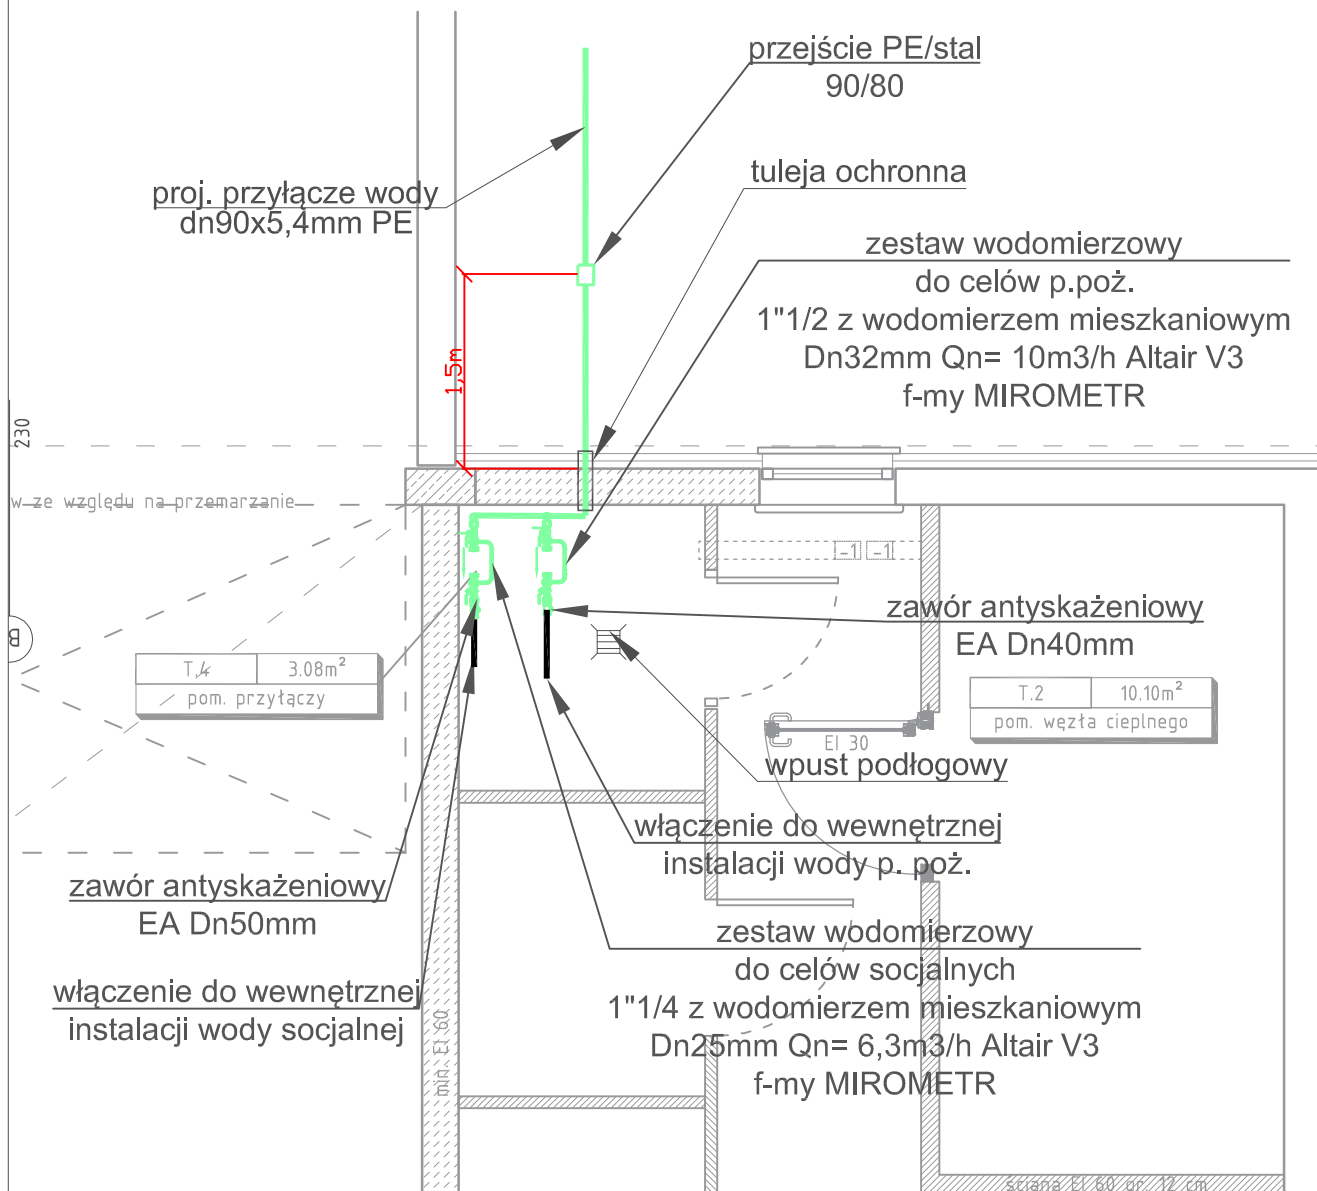 przejście PE/stal
90/80
tuleja ochronna
proj. przyłącze wody
dn90x5,4mm PE
zestaw wodomierzowy
do celów p.poż.
1"1/2 z wodomierzem mieszkaniowym
Dn32mm Qn= 10m3/h Altair V3
f-my MIROMETR
1,5m
230
w ze względu na przemarzanie
-1 -1
zawór antyskażeniowy
EA Dn40mm
B
T.4 3.08m²
pom. przyłączy
T.2 10.10m²
pom. węzła cieplnego
EI 30
wpust podłogowy
włączenie do wewnętrznej
instalacji wody p. poż.
zawór antyskażeniowy
EA Dn50mm
zestaw wodomierzowy
do celów socjalnych
1"1/4 z wodomierzem mieszkaniowym
Dn25mm Qn= 6,3m3/h Altair V3
f-my MIROMETR
włączenie do wewnętrznej
instalacji wody socjalnej
min. EI 60
ściana EI 60 gr. 12 cm